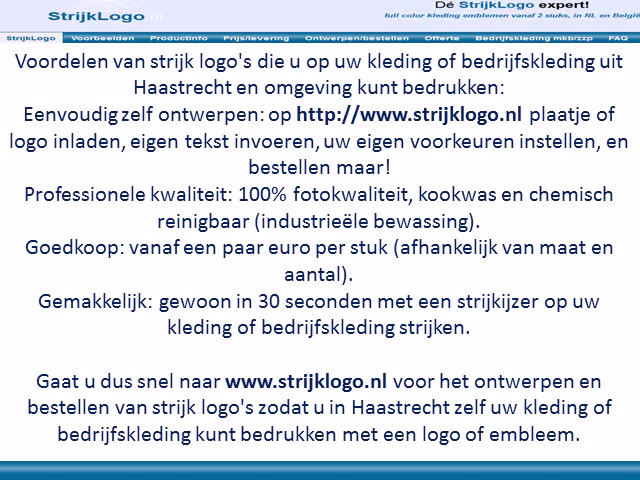 StrijkLogo.nl
Dé StrijkLogo expert!
full color kleding emblemen vanaf 2 stuks, in NL en België
StrijkLogo Voorbeelden Productinfo Prijs/levering Ontwerpen/bestellen Offerte Bedrijfskleding mkb/zzp FAQ
Voordelen van strijk logo's die u op uw kleding of bedrijfskleding uit
Haastrecht en omgeving kunt bedrukken:
Eenvoudig zelf ontwerpen: op http://www.strijklogo.nl plaatje of
logo inladen, eigen tekst invoeren, uw eigen voorkeuren instellen, en
bestellen maar!
Professionele kwaliteit: 100% fotokwaliteit, kookwas en chemisch
reinigbaar (industrieële bewassing).
Goedkoop: vanaf een paar euro per stuk (afhankelijk van maat en
aantal).
Gemakkelijk: gewoon in 30 seconden met een strijkijzer op uw
kleding of bedrijfskleding strijken.
Gaat u dus snel naar www.strijklogo.nl voor het ontwerpen en
bestellen van strijk logo's zodat u in Haastrecht zelf uw kleding of
bedrijfskleding kunt bedrukken met een logo of embleem.